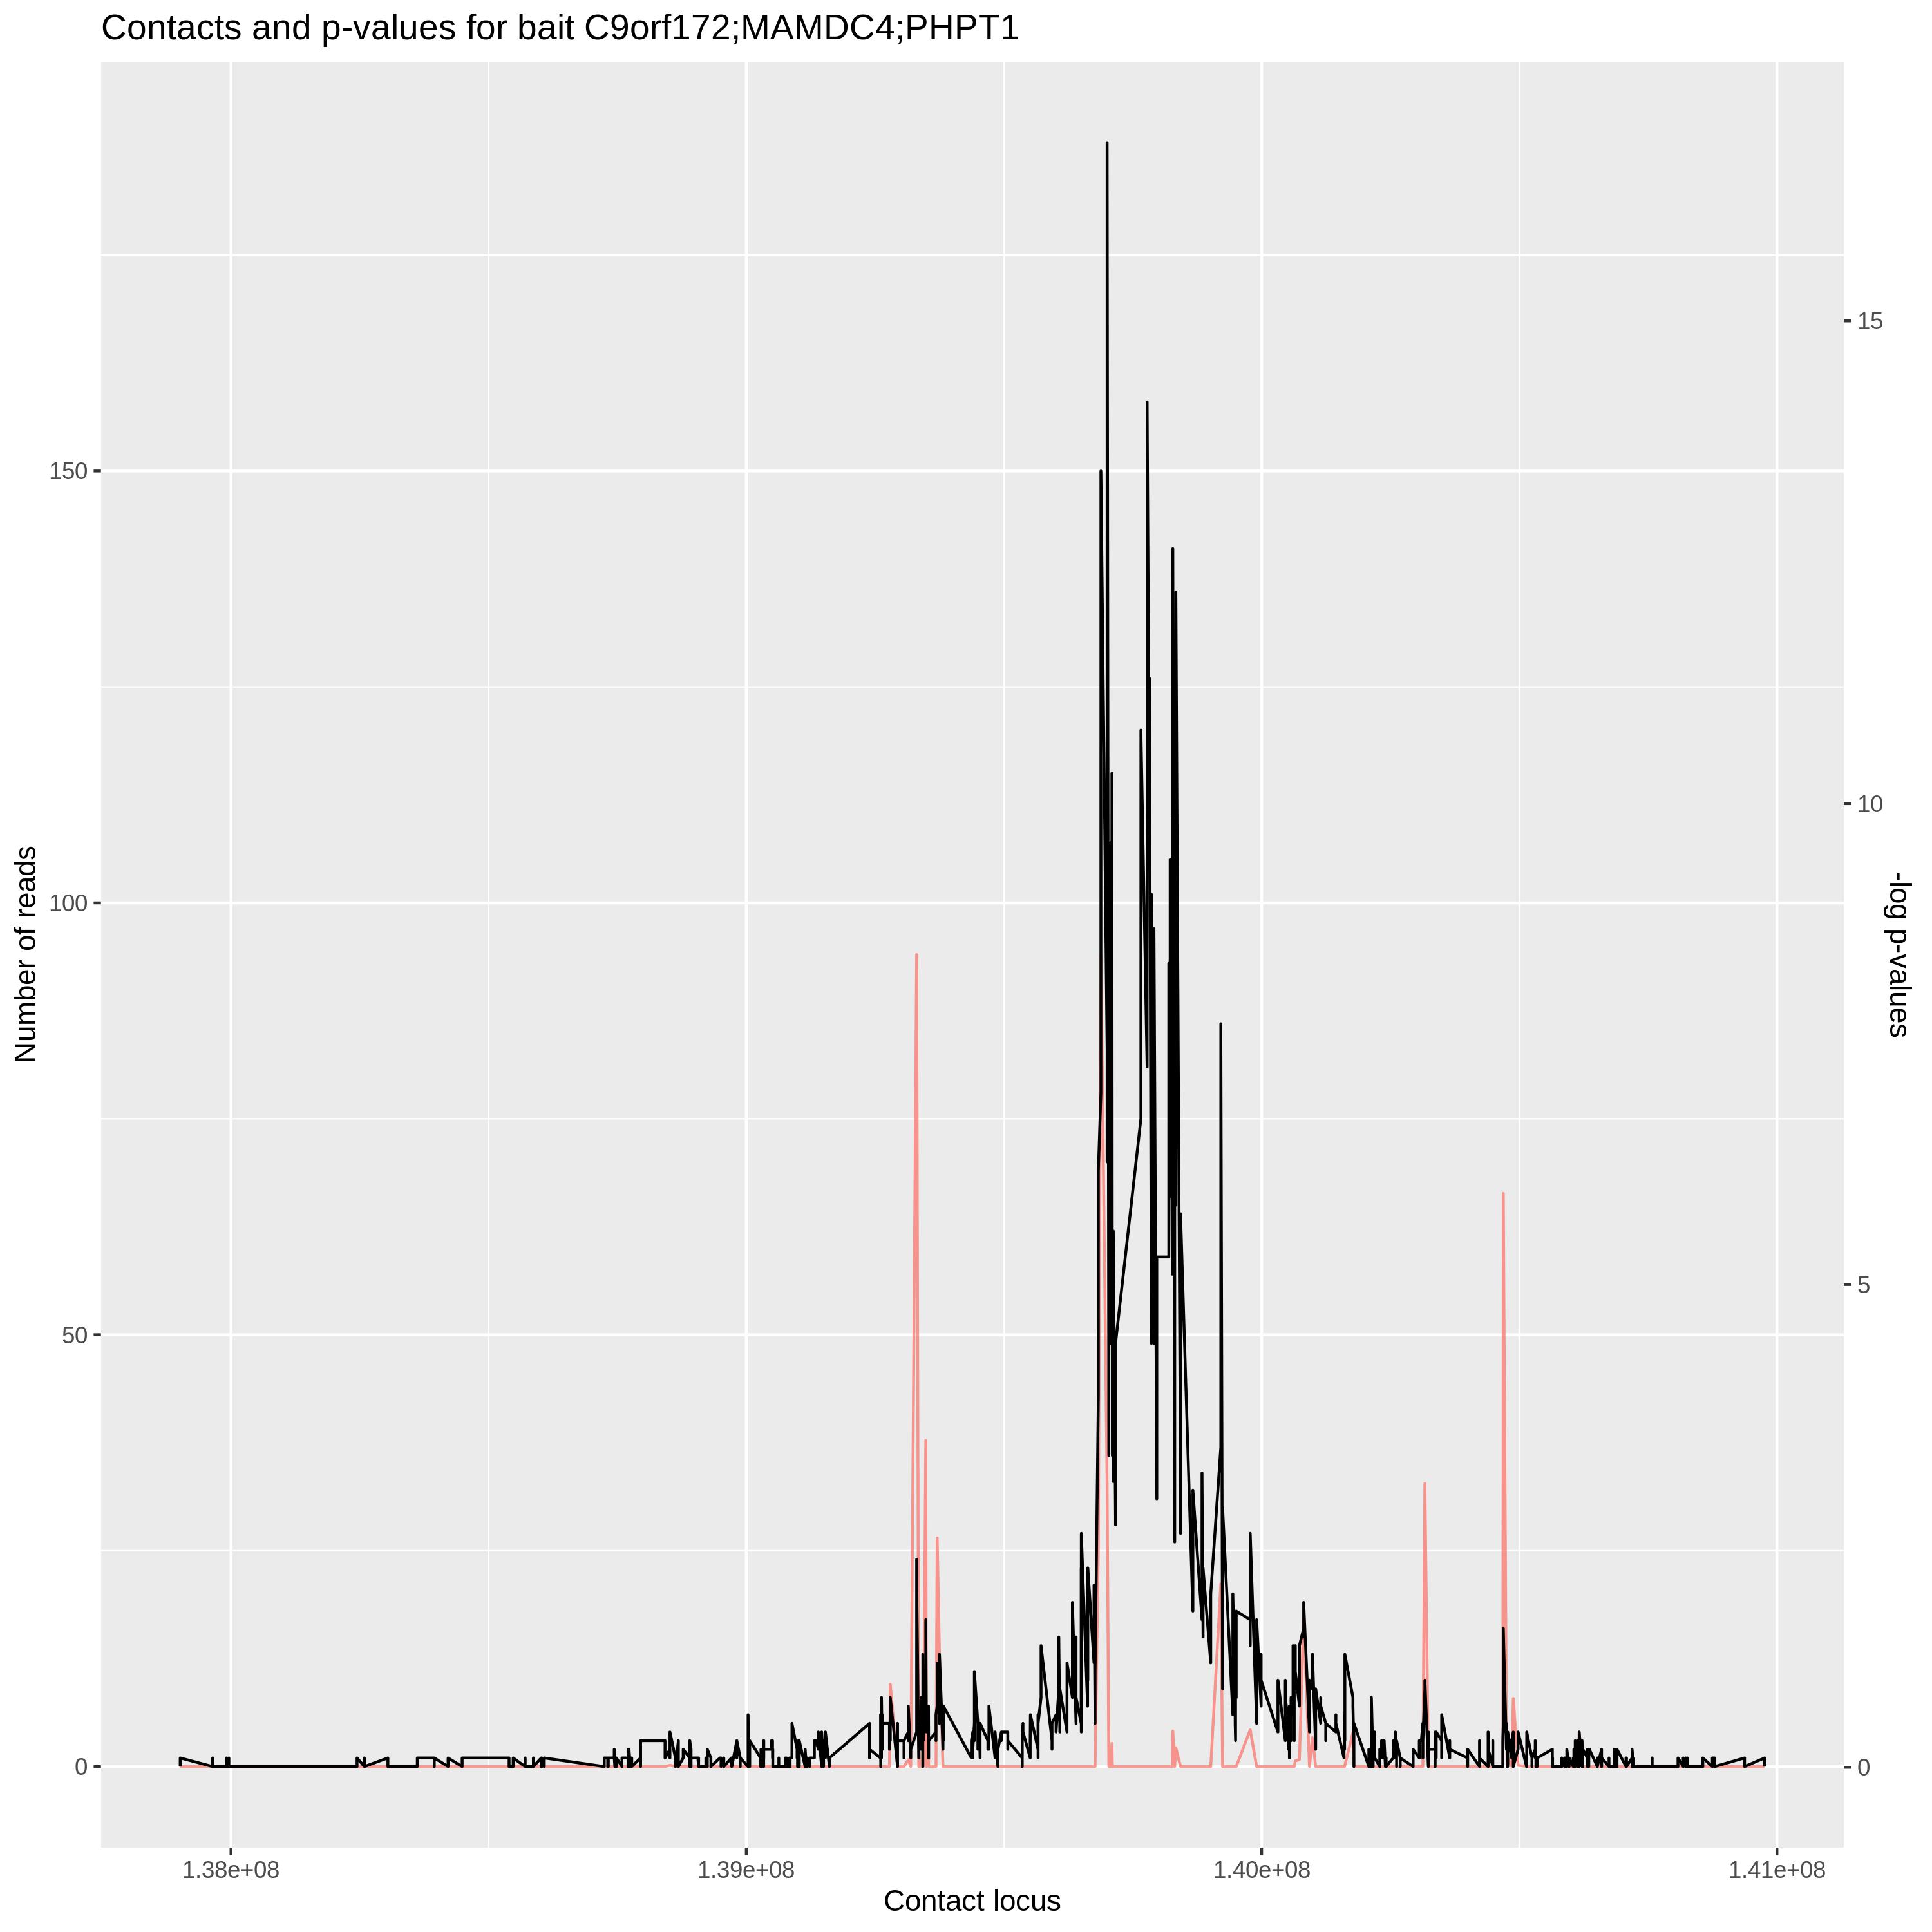 Contacts and p-values for bait C9orf172;MAMDC4;PHPT1
Number of reads
150
100
50
0
15
10
5
0
-log p-values
1.38e+08
1.39e+08
1.40e+08
1.41e+08
Contact locus